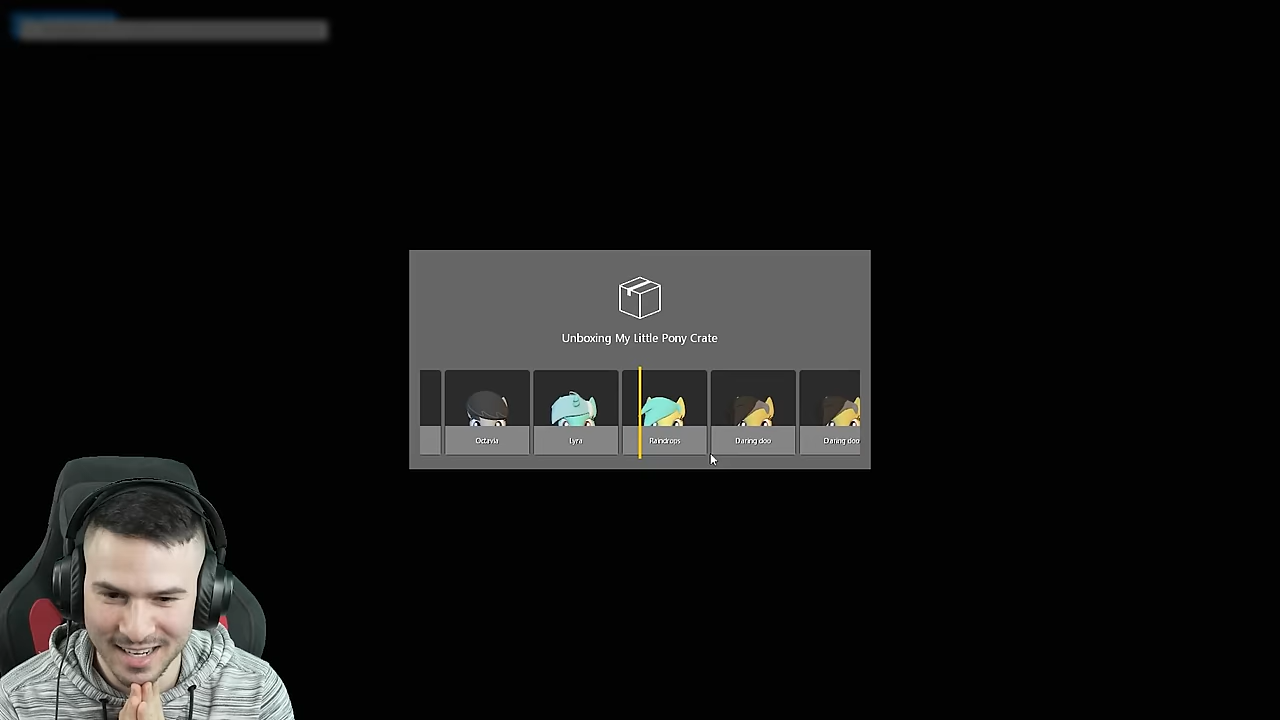 Unboxing My Little Pony Crate
Octavia
Lyra
Raindrops
Daring doo
Daring doo